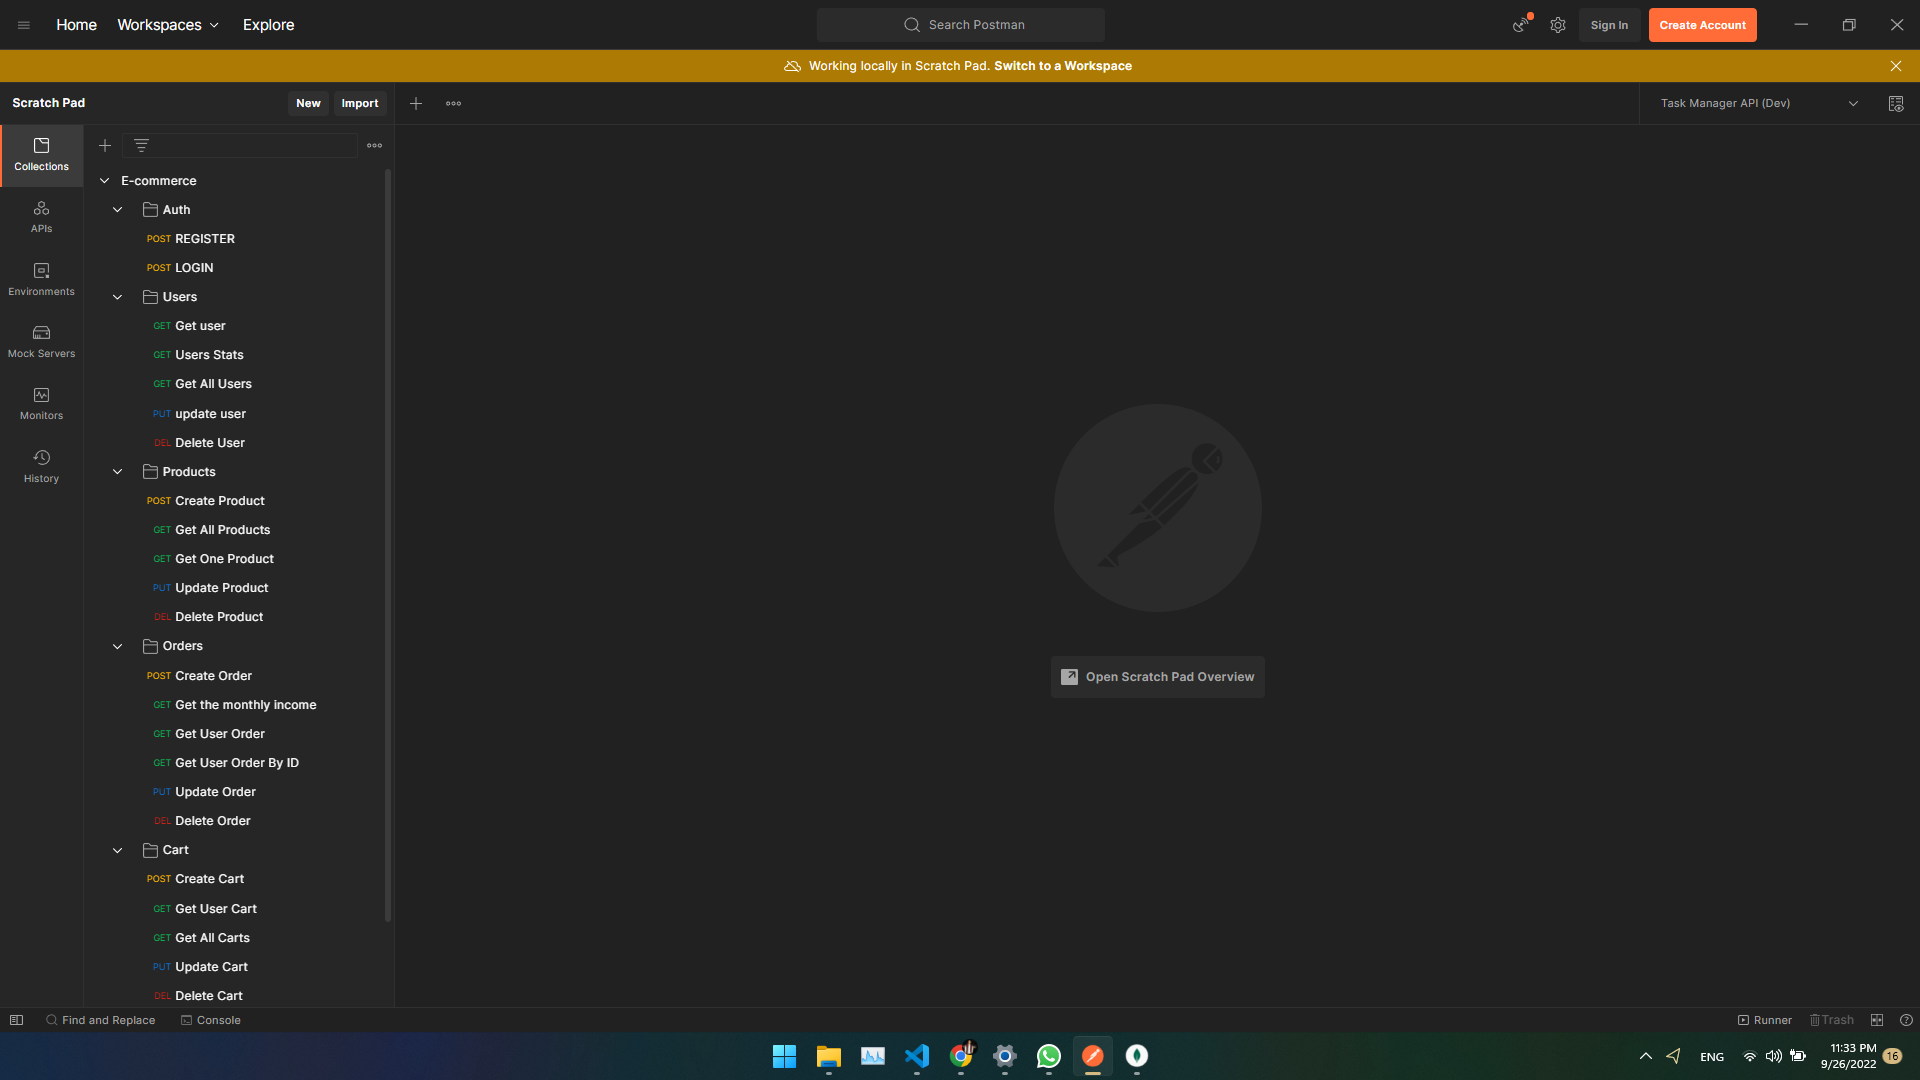 Home Workspaces Explore Search Postman Sign In Create Account
Working locally in Scratch Pad. Switch to a Workspace
Scratch Pad New Import Task Manager API (Dev)
Collections
APIs
Environments
Mock Servers
Monitors
History
E-commerce
Auth
POST REGISTER
POST LOGIN
Users
GET Get user
GET Users Stats
GET Get All Users
PUT update user
DEL Delete User
Products
POST Create Product
GET Get All Products
GET Get One Product
PUT Update Product
DEL Delete Product
Orders
POST Create Order
GET Get the monthly income
GET Get User Order
GET Get User Order By ID
PUT Update Order
DEL Delete Order
Cart
POST Create Cart
GET Get User Cart
GET Get All Carts
PUT Update Cart
DEL Delete Cart
Open Scratch Pad Overview
Find and Replace Console Runner Trash
ENG 11:33 PM 16
9/26/2022